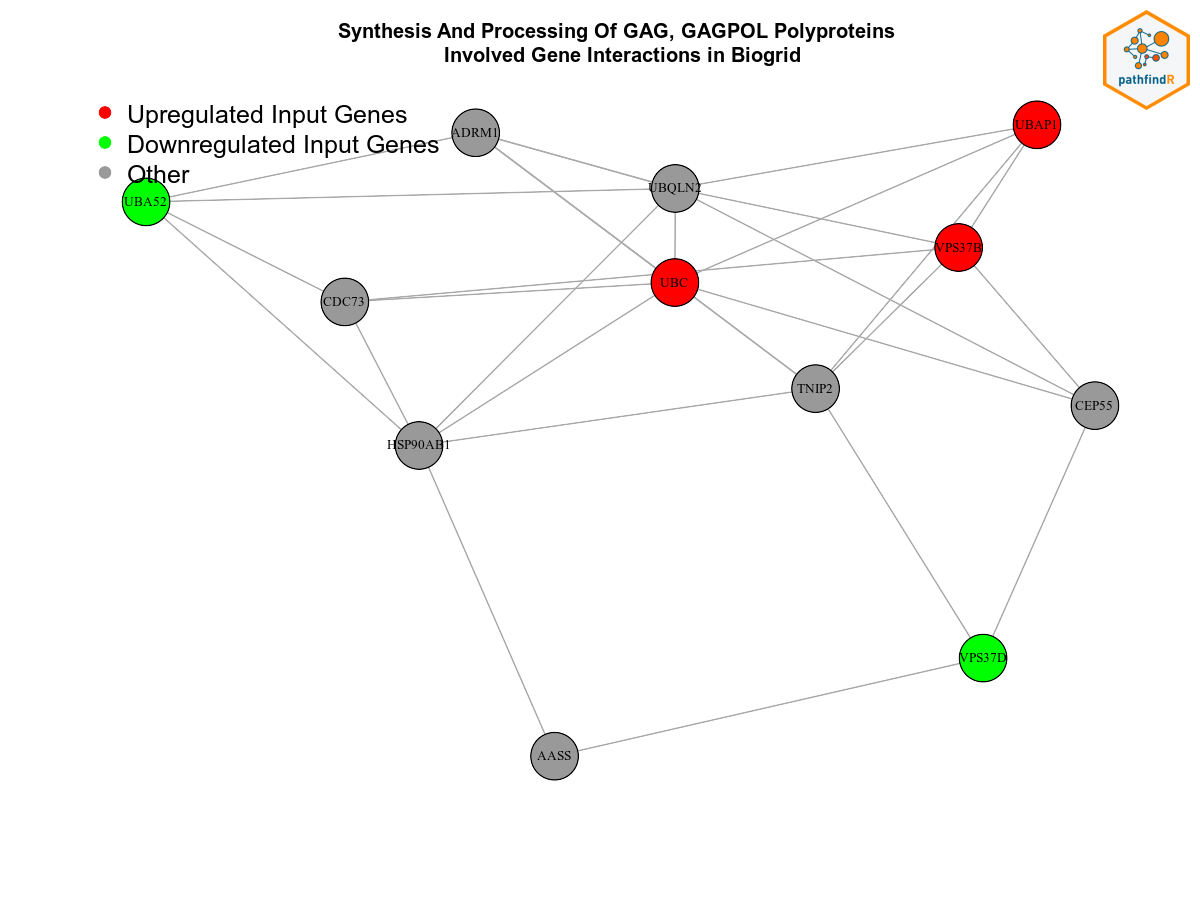 Synthesis And Processing Of GAG, GAGPOL Polyproteins
Involved Gene Interactions in Biogrid
pathfindR
Upregulated Input Genes
Downregulated Input Genes
Other
ADRM1
UBAP1
UBQLN2
UBA52
VPS37B
UBC
CDC73
TNIP2
CEP55
HSP90AB1
VPS37D
AASS